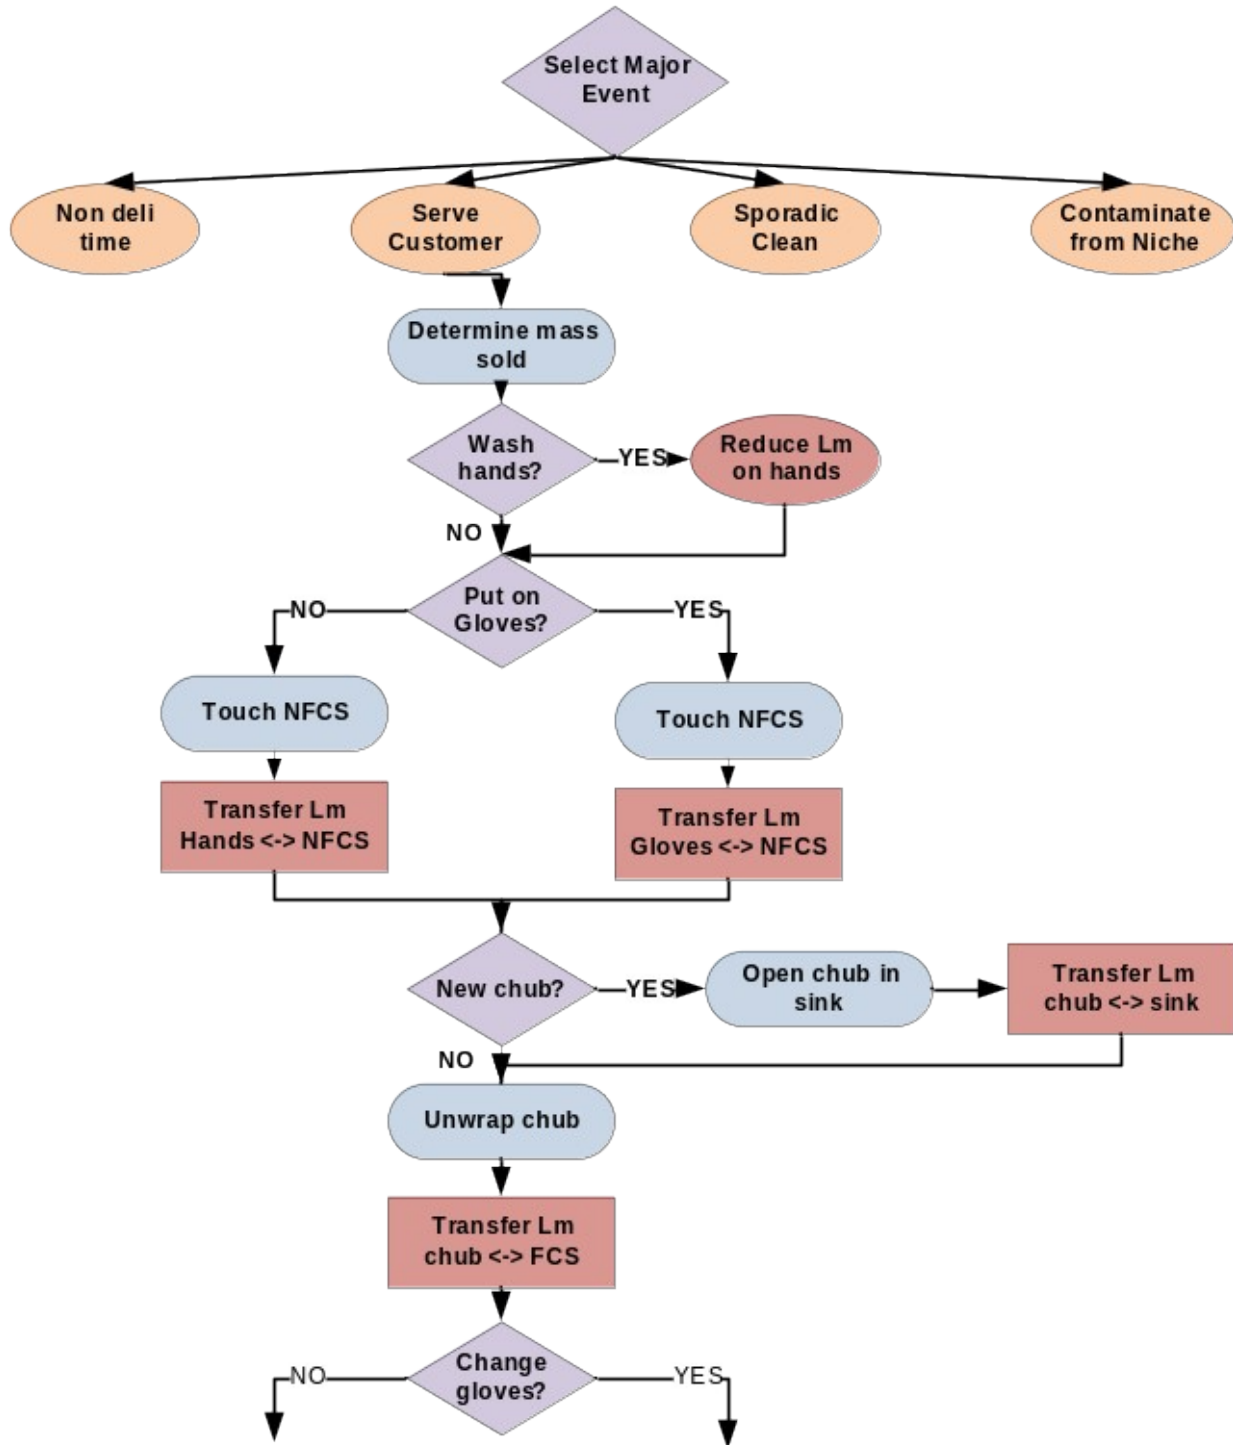 Select Major
Event
Non deli
time
Serve
Customer
Sporadic
Clean
Contaminate
from Niche
Determine mass
sold
Wash
hands?
YES
Reduce Lm
on hands
NO
Put on
Gloves?
NO
YES
Touch NFCS
Touch NFCS
Transfer Lm
Hands <-> NFCS
Transfer Lm
Gloves <-> NFCS
New chub?
YES
Open chub in
sink
Transfer Lm
chub <-> sink
NO
Unwrap chub
Transfer Lm
chub <-> FCS
Change
gloves?
NO
YES